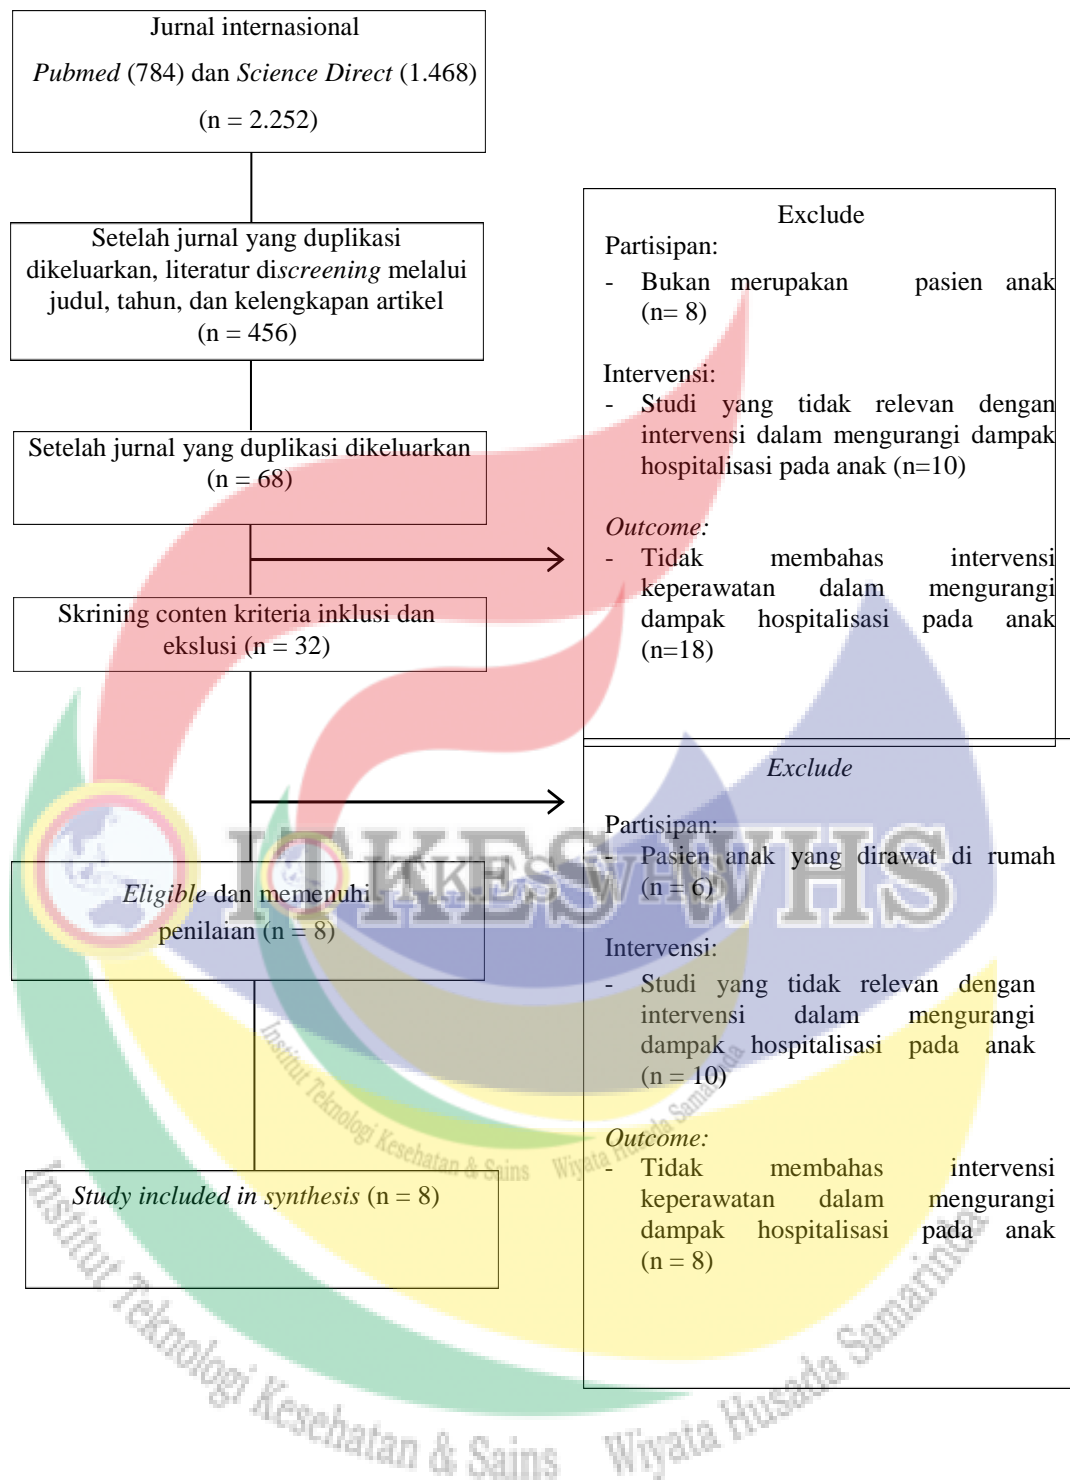 Jurnal internasional
Pubmed (784) dan Science Direct (1.468)
(n = 2.252)
Setelah jurnal yang duplikasi
dikeluarkan, literatur discreening melalui
judul, tahun, dan kelengkapan artikel
(n = 456)
Setelah jurnal yang duplikasi dikeluarkan
(n = 68)
Skrining conten kriteria inklusi dan
ekslusi (n = 32)
Eligible dan memenuhi
penilaian (n = 8)
Study included in synthesis (n = 8)
Exclude
Partisipan:
- Bukan merupakan pasien anak
(n= 8)
Intervensi:
- Studi yang tidak relevan dengan
intervensi dalam mengurangi dampak
hospitalisasi pada anak (n=10)
Outcome:
- Tidak membahas intervensi
keperawatan dalam mengurangi
dampak hospitalisasi pada anak
(n=18)
Exclude
Partisipan:
- Pasien anak yang dirawat di rumah
(n = 6)
Intervensi:
- Studi yang tidak relevan dengan
intervensi dalam mengurangi
dampak hospitalisasi pada anak
(n = 10)
Outcome:
- Tidak membahas intervensi
keperawatan dalam mengurangi
dampak hospitalisasi pada anak
(n = 8)
ITKES WHS
ITKES WHS
Institut Teknologi Kesehatan & Sains Wiyata Husada Samarinda
Institut Teknologi Kesehatan & Sains Wiyata Husada Samarinda